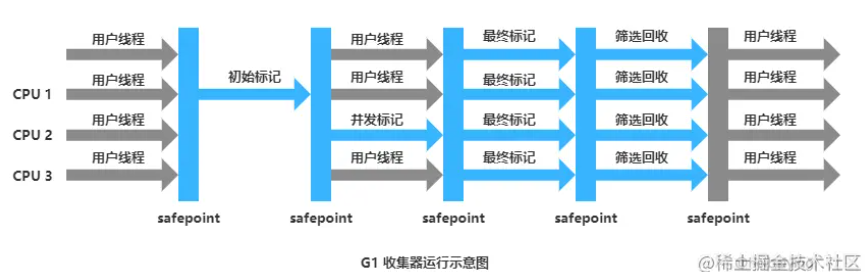 用户线程 用户线程 最终标记 筛选回收 用户线程
CPU 1 用户线程 初始标记 用户线程 最终标记 筛选回收 用户线程
CPU 2 用户线程 并发标记 最终标记 筛选回收 用户线程
CPU 3 用户线程 用户线程 最终标记 筛选回收 用户线程
safepoint safepoint safepoint safepoint safepoint
G1 收集器运行示意图
@稀土掘金技术社区